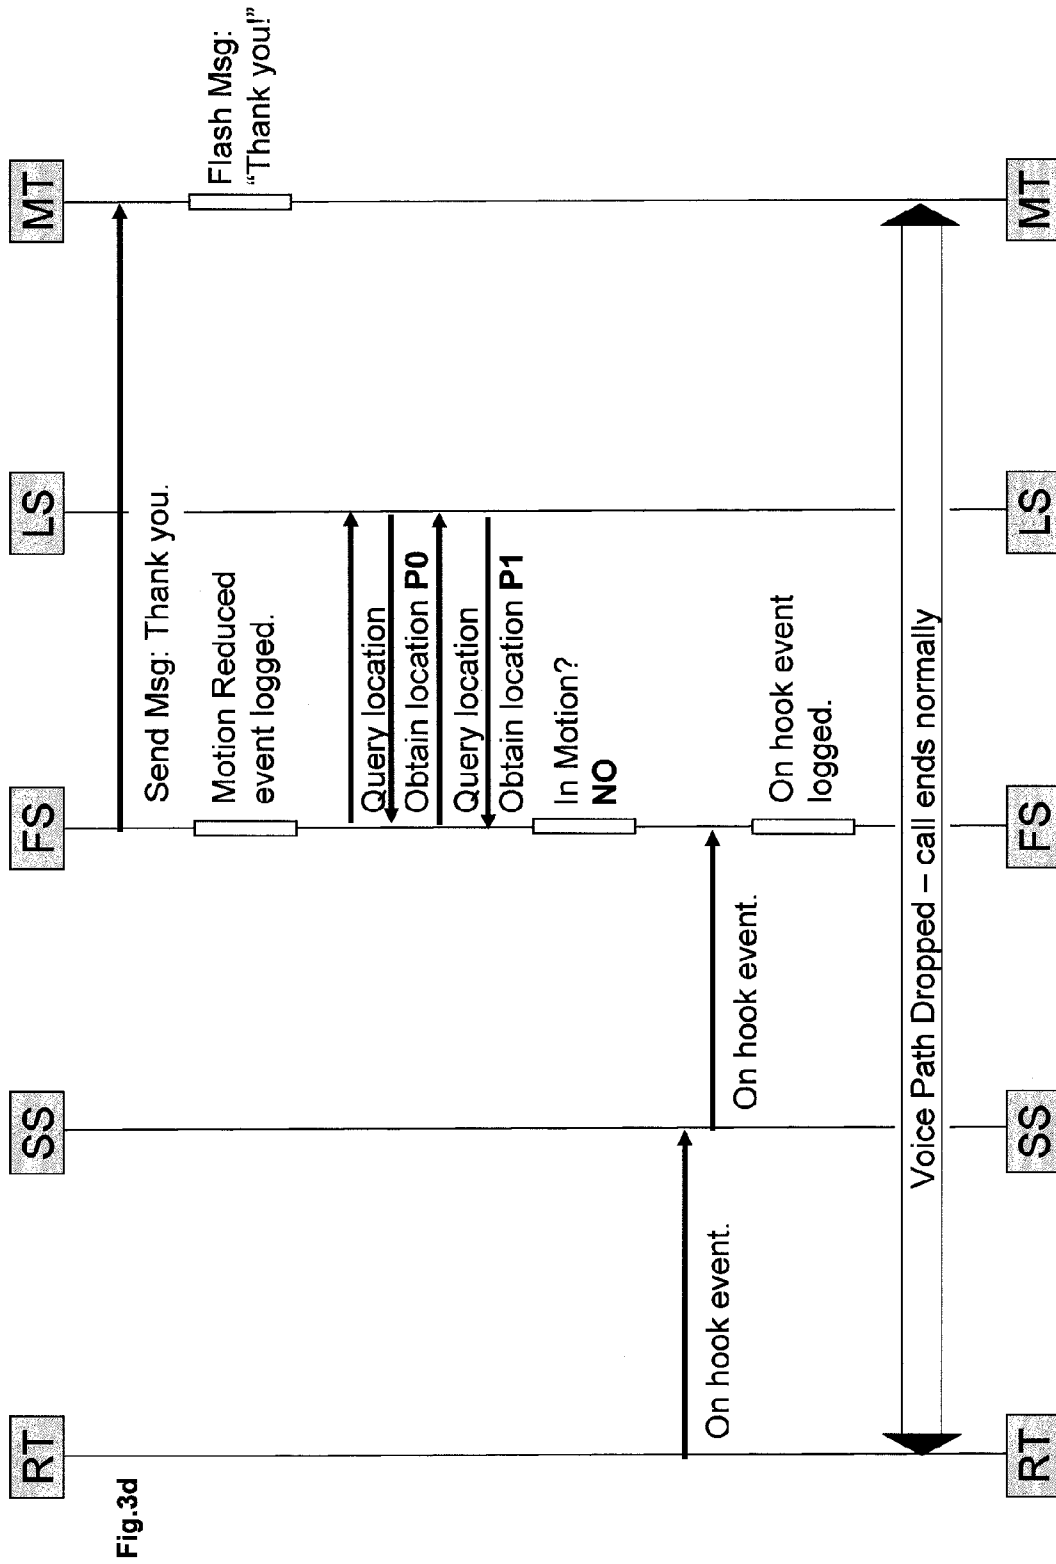 Fig.3d
RT
SS
FS
LS
MT
Send Msg: Thank you.
Motion Reduced
event logged.
Flash Msg:
“Thank you!”
Query location
Obtain location P0
Query location
Obtain location P1
In Motion?
NO
On hook event.
On hook event.
On hook event
logged.
Voice Path Dropped – call ends normally
RT
SS
FS
LS
MT